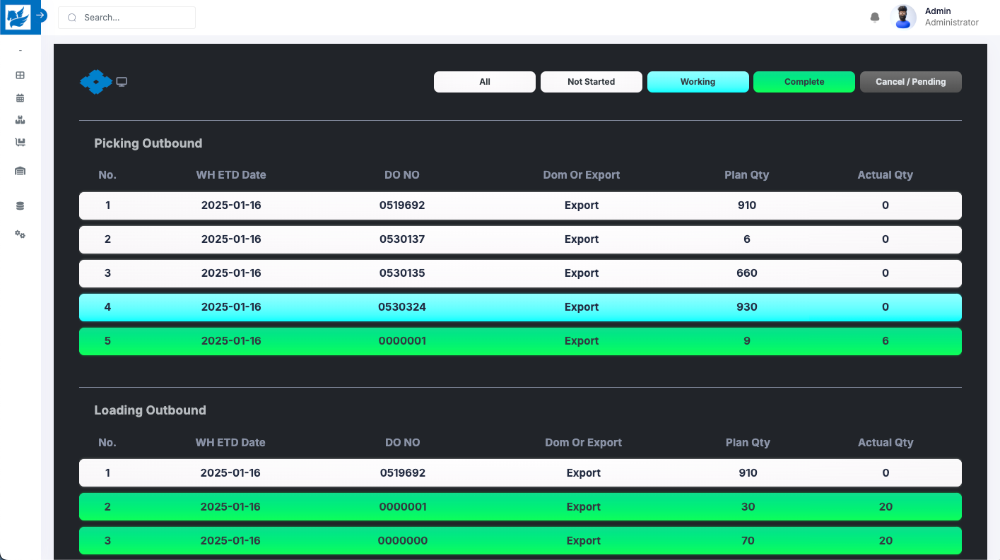 Search...
Admin
Administrator
-
All Not Started Working Complete Cancel / Pending
Picking Outbound
No. WH ETD Date DO NO Dom Or Export Plan Qty Actual Qty
1 2025-01-16 0519692 Export 910 0
2 2025-01-16 0530137 Export 6 0
3 2025-01-16 0530135 Export 660 0
4 2025-01-16 0530324 Export 930 0
5 2025-01-16 0000001 Export 9 6
Loading Outbound
No. WH ETD Date DO NO Dom Or Export Plan Qty Actual Qty
1 2025-01-16 0519692 Export 910 0
2 2025-01-16 0000001 Export 30 20
3 2025-01-16 0000000 Export 70 20